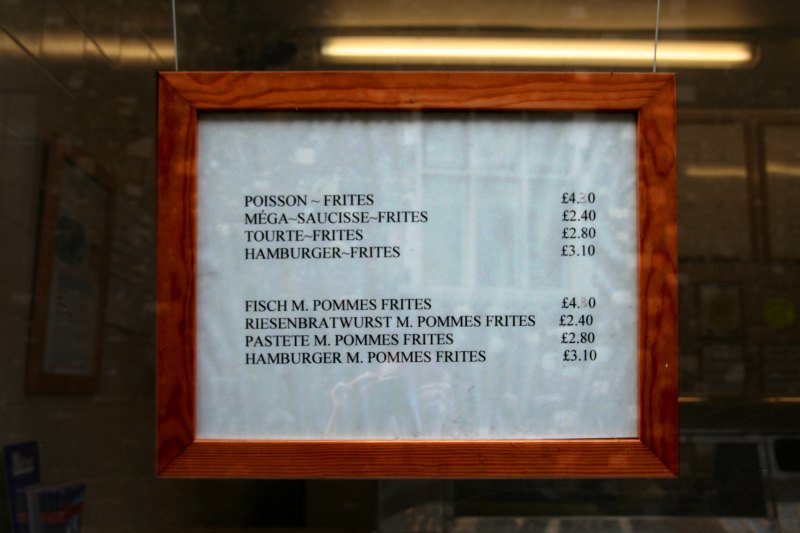 POISSON ~ FRITES
MÉGA~SAUCISSE~FRITES £2.40
TOURTE~FRITES £2.80
HAMBURGER~FRITES £3.10
FISCH M. POMMES FRITES
RIESENBRATWURST M. POMMES FRITES £2.40
PASTETE M. POMMES FRITES £2.80
HAMBURGER M. POMMES FRITES £3.10